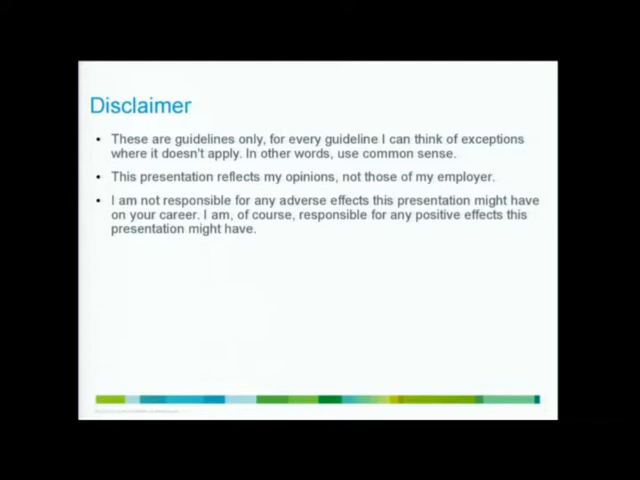 Disclaimer
• These are guidelines only, for every guideline I can think of exceptions
where it doesn't apply. In other words, use common sense.
• This presentation reflects my opinions, not those of my employer.
• I am not responsible for any adverse effects this presentation might have
on your career. I am, of course, responsible for any positive effects this
presentation might have.